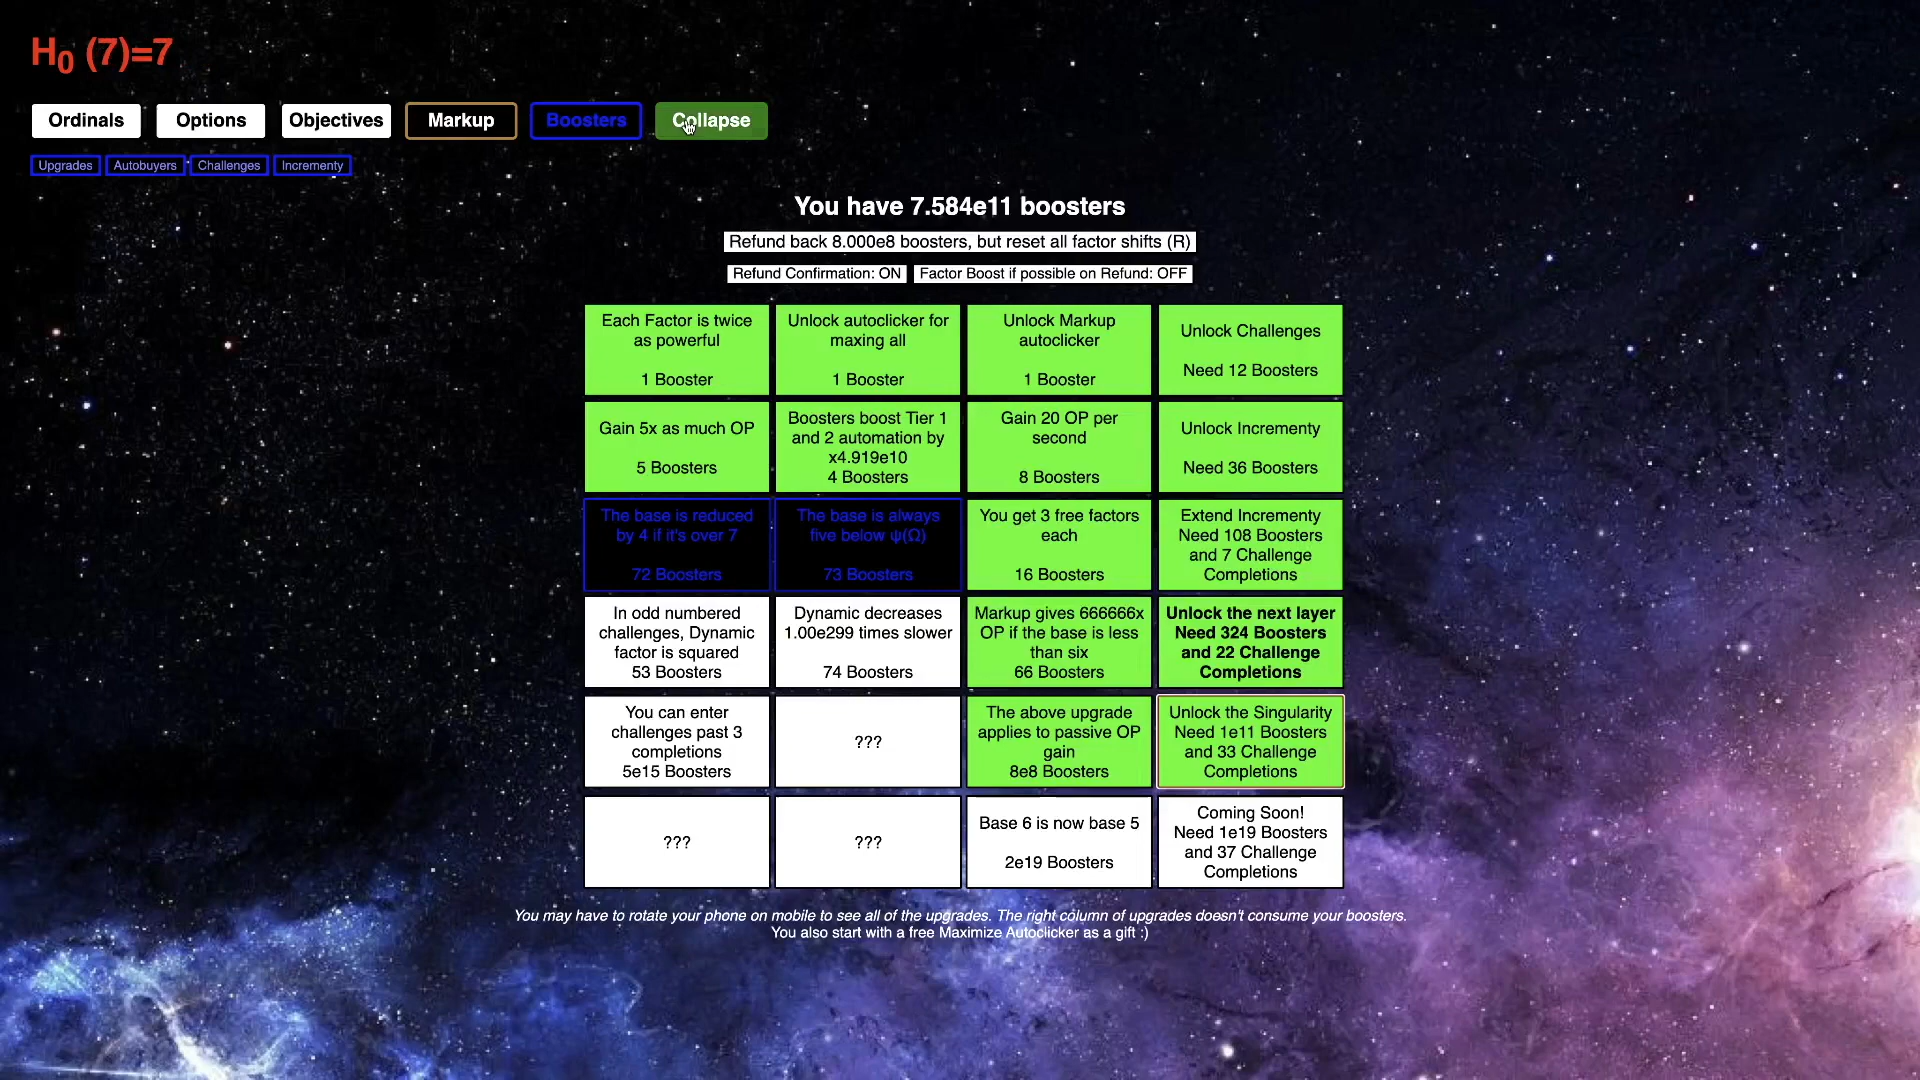 H₀ (7)=7
Ordinals
Options
Objectives
Markup
Boosters
Collapse
Upgrades
Autobuyers
Challenges
Incrementy
You have 7.584e11 boosters
Refund back 8.000e8 boosters, but reset all factor shifts (R)
Refund Confirmation: ON
Factor Boost if possible on Refund: OFF
Each Factor is twice
as powerful
1 Booster
Unlock autoclicker for
maxing all
1 Booster
Unlock Markup
autoclicker
1 Booster
Unlock Challenges
Need 12 Boosters
Gain 5x as much OP
5 Boosters
Boosters boost Tier 1
and 2 automation by
x4.919e10
4 Boosters
Gain 20 OP per
second
8 Boosters
Unlock Incrementy
Need 36 Boosters
The base is reduced
by 4 if it's over 7
72 Boosters
The base is always
five below ψ(Ω)
73 Boosters
You get 3 free factors
each
16 Boosters
Extend Incrementy
Need 108 Boosters
and 7 Challenge
Completions
In odd numbered
challenges, Dynamic
factor is squared
53 Boosters
Dynamic decreases
1.00e299 times slower
74 Boosters
Markup gives 666666x
OP if the base is less
than six
66 Boosters
Unlock the next layer
Need 324 Boosters
and 22 Challenge
Completions
You can enter
challenges past 3
completions
5e15 Boosters
???
The above upgrade
applies to passive OP
gain
8e8 Boosters
Unlock the Singularity
Need 1e11 Boosters
and 33 Challenge
Completions
???
???
Base 6 is now base 5
2e19 Boosters
Coming Soon!
Need 1e19 Boosters
and 37 Challenge
Completions
You may have to rotate your phone on mobile to see all of the upgrades. The right column of upgrades doesn't consume your boosters.
You also start with a free Maximize Autoclicker as a gift :)